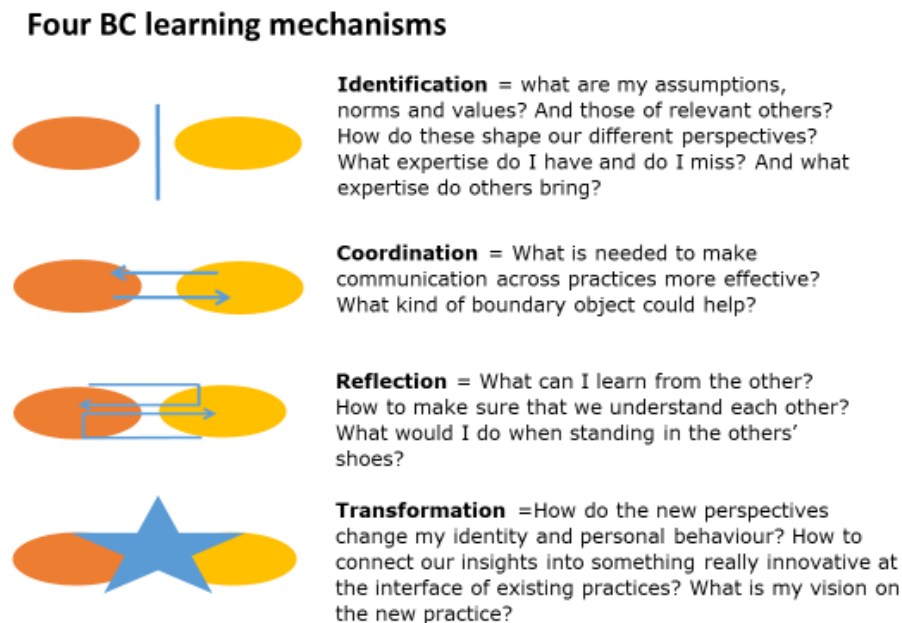 Four BC learning mechanisms
Identification = what are my assumptions,
norms and values? And those of relevant others?
How do these shape our different perspectives?
What expertise do I have and do I miss? And what
expertise do others bring?
Coordination = What is needed to make
communication across practices more effective?
What kind of boundary object could help?
Reflection = What can I learn from the other?
How to make sure that we understand each other?
What would I do when standing in the others’
shoes?
Transformation =How do the new perspectives
change my identity and personal behaviour? How to
connect our insights into something really innovative at
the interface of existing practices? What is my vision on
the new practice?